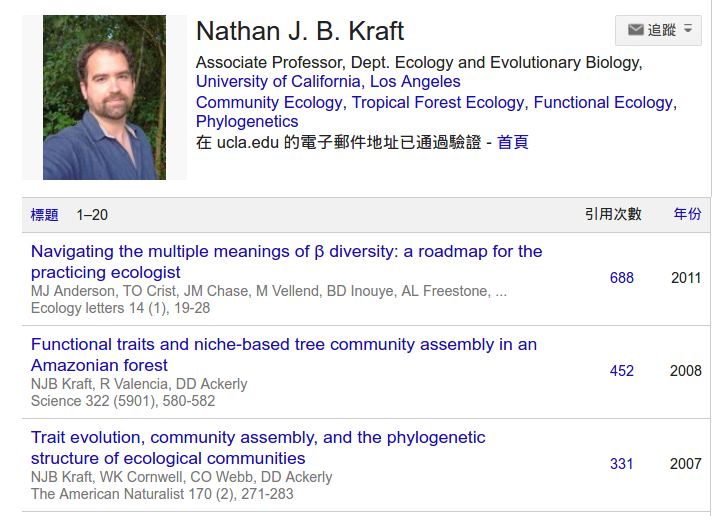 Nathan J. B. Kraft
追蹤
Associate Professor, Dept. Ecology and Evolutionary Biology,
University of California, Los Angeles
Community Ecology, Tropical Forest Ecology, Functional Ecology,
Phylogenetics
在 ucla.edu 的電子郵件地址已通過驗證 - 首頁
標題 1–20 引用次數 年份
Navigating the multiple meanings of β diversity: a roadmap for the
practicing ecologist
MJ Anderson, TO Crist, JM Chase, M Vellend, BD Inouye, AL Freestone, ...
Ecology letters 14 (1), 19-28
688 2011
Functional traits and niche-based tree community assembly in an
Amazonian forest
NJB Kraft, R Valencia, DD Ackerly
Science 322 (5901), 580-582
452 2008
Trait evolution, community assembly, and the phylogenetic
structure of ecological communities
NJB Kraft, WK Cornwell, CO Webb, DD Ackerly
The American Naturalist 170 (2), 271-283
331 2007